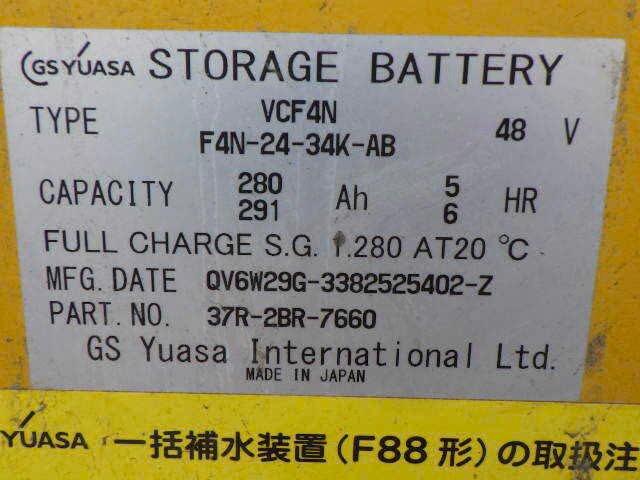 GS YUASA STORAGE BATTERY
TYPE VCF4N 48 V
F4N-24-34K-AB
CAPACITY 280 Ah 5 HR
291 6
FULL CHARGE S.G. 1.280 AT20 ℃
MFG. DATE QV6W29G-3382525402-Z
PART. NO. 37R-2BR-7660
GS Yuasa International Ltd.
MADE IN JAPAN
YUASA 一括補水装置(F88形)の取扱注